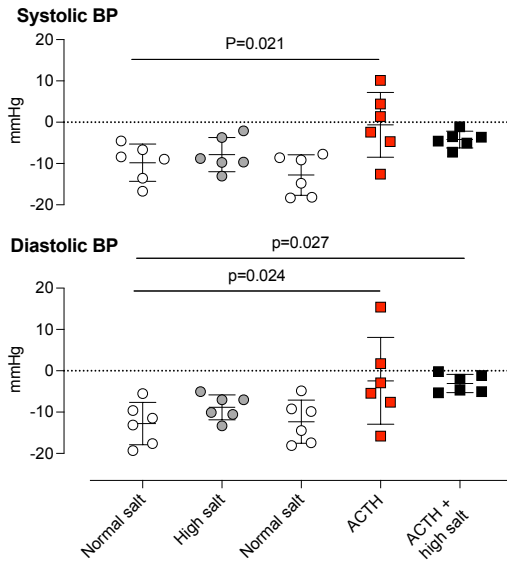 Systolic BP
20
P=0.021
10
0
-10
-20
mmHg
Diastolic BP
p=0.027
20
p=0.024
10
0
-10
-20
mmHg
Normal salt
High salt
Normal salt
ACTH
ACTH +
high salt